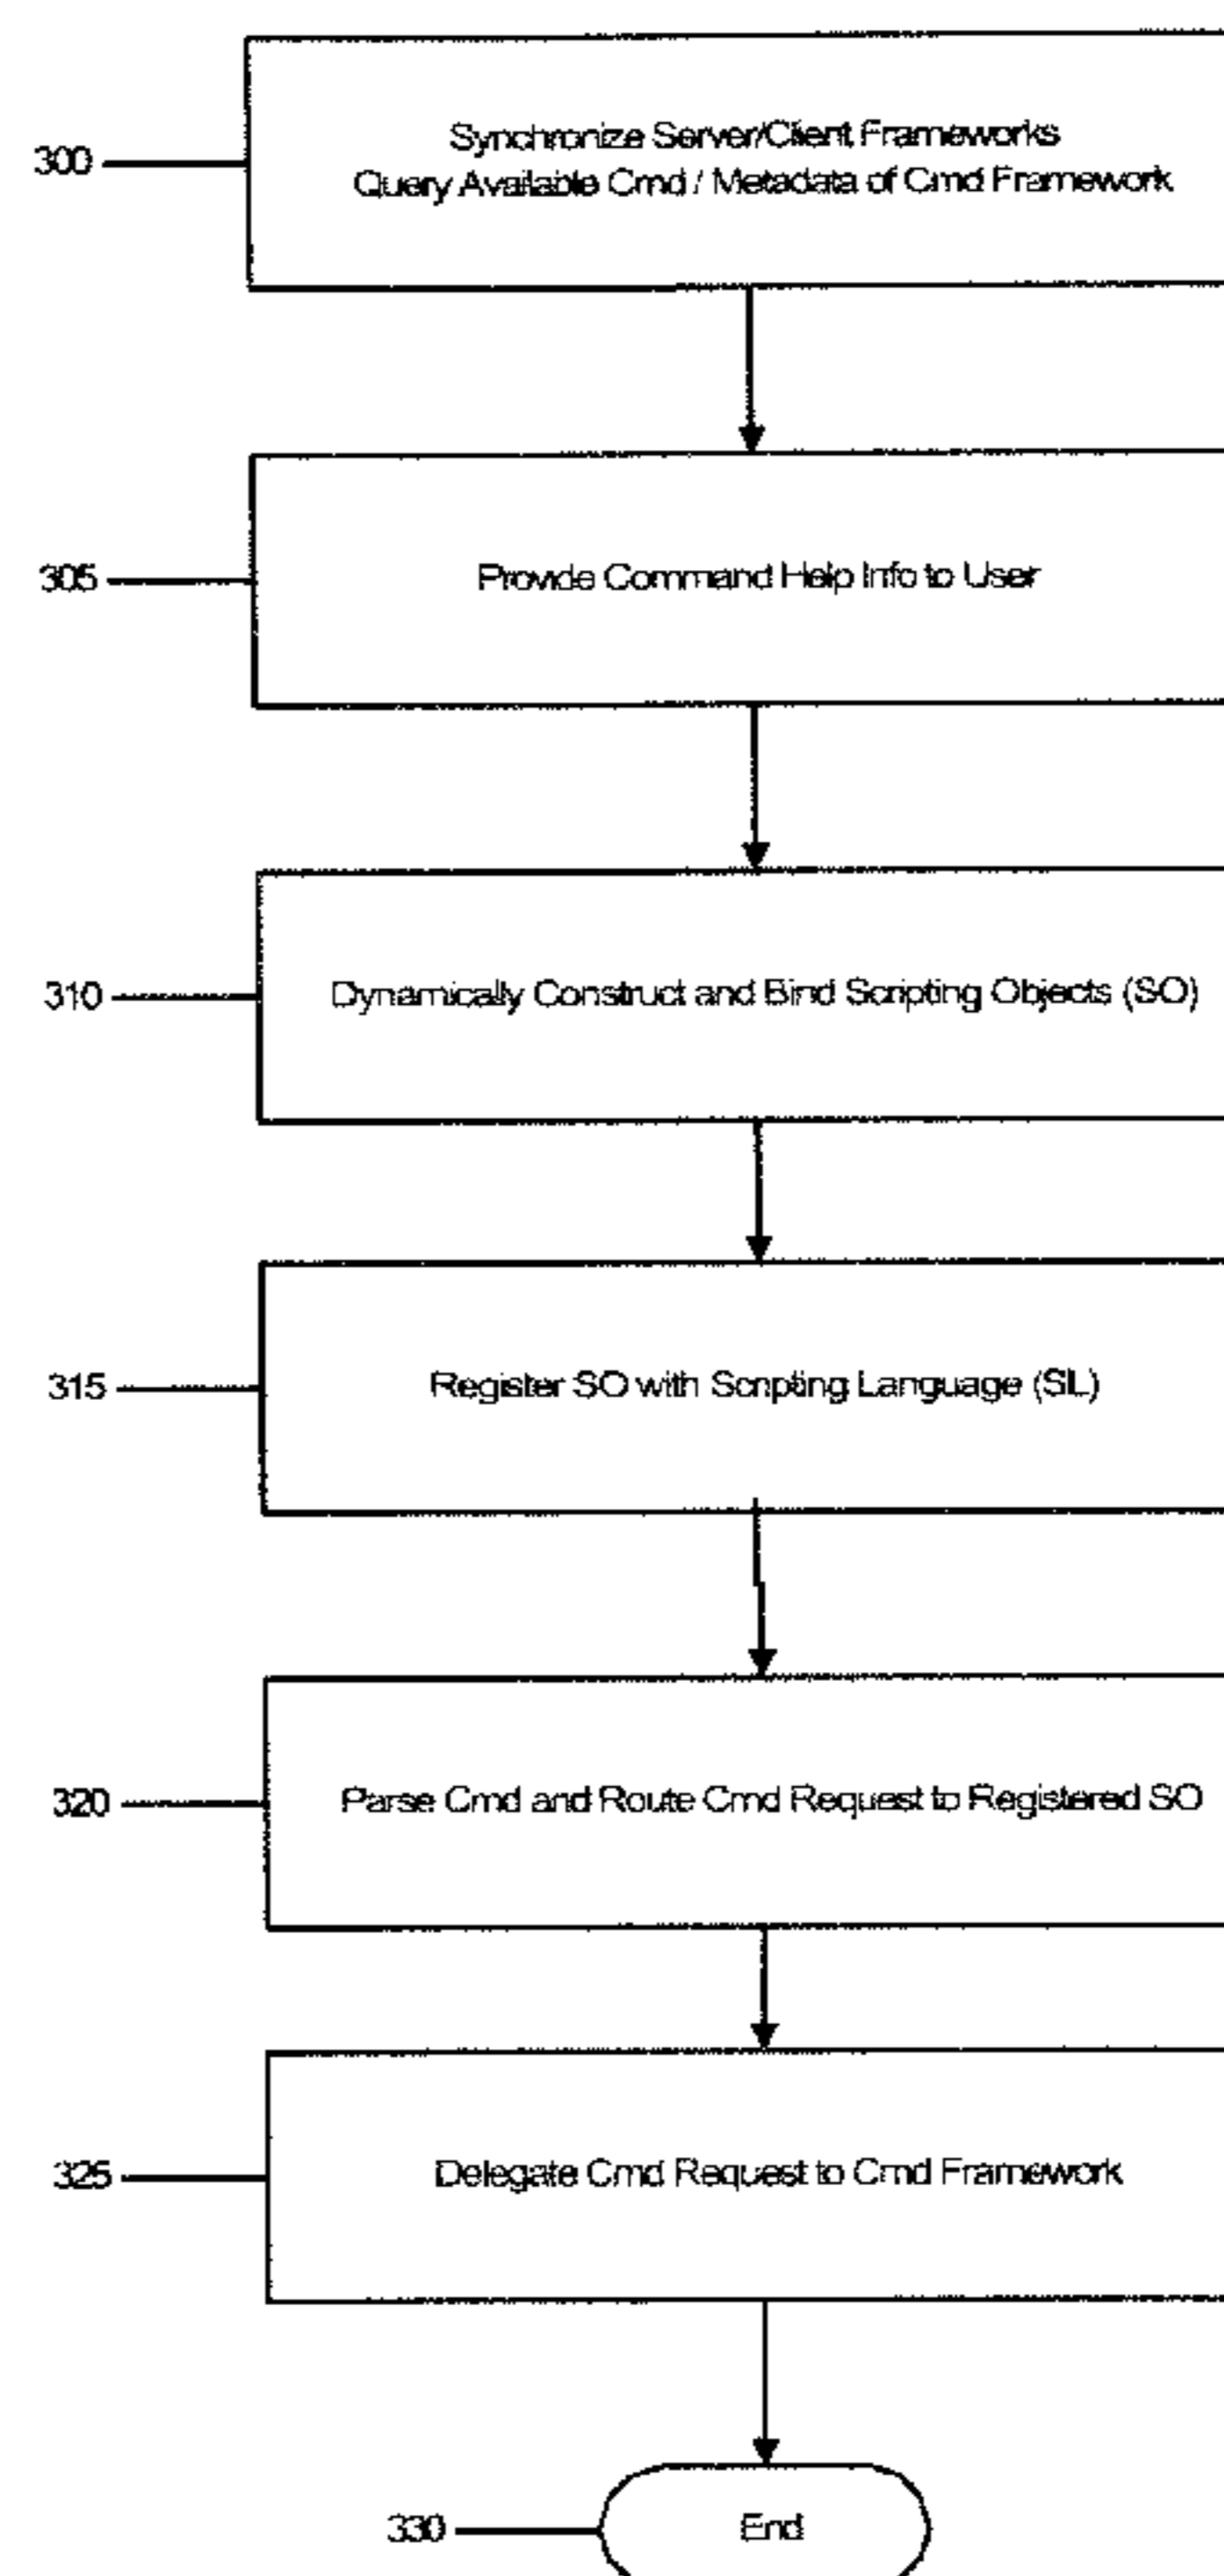 300
Synchronize Server/Client Frameworks
Query Available Cmd / Metadata of Cmd Framework
305
Provide Command Help Info to User
310
Dynamically Construct and Bind Scripting Objects (SO)
315
Register SO with Scripting Language (SL)
320
Parse Cmd and Route Cmd Request to Registered SO
325
Delegate Cmd Request to Cmd Framework
330
End